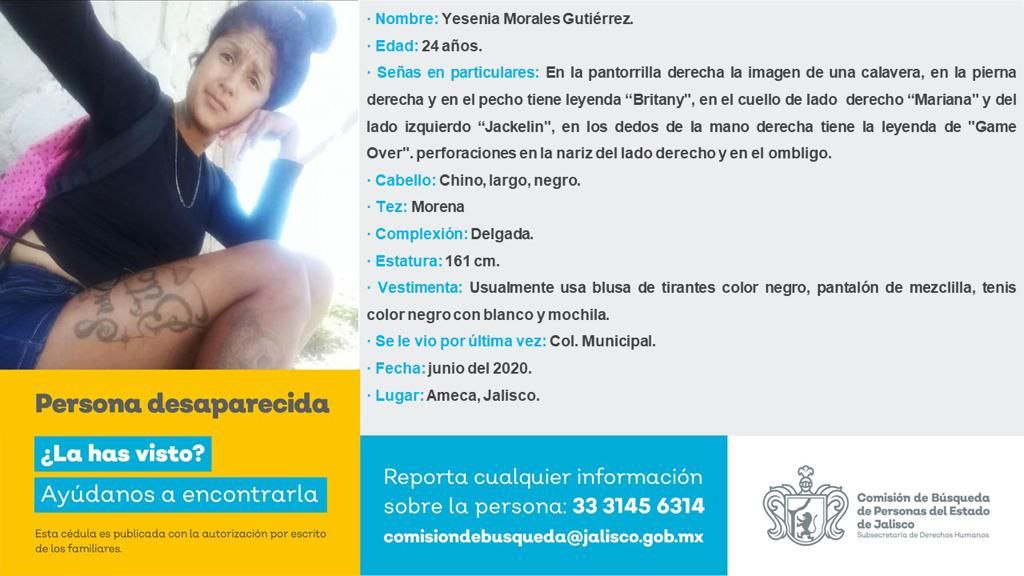 · Nombre: Yesenia Morales Gutiérrez.
· Edad: 24 años.
· Señas en particulares: En la pantorrilla derecha la imagen de una calavera, en la pierna
derecha y en el pecho tiene leyenda “Britany", en el cuello de lado derecho “Mariana" y del
lado izquierdo “Jackelin", en los dedos de la mano derecha tiene la leyenda de "Game
Over". perforaciones en la nariz del lado derecho y en el ombligo.
· Cabello: Chino, largo, negro.
· Tez: Morena
· Complexión: Delgada.
· Estatura: 161 cm.
· Vestimenta: Usualmente usa blusa de tirantes color negro, pantalón de mezclilla, tenis
color negro con blanco y mochila.
· Se le vio por última vez: Col. Municipal.
· Fecha: junio del 2020.
· Lugar: Ameca, Jalisco.
Persona desaparecida
¿La has visto?
Ayúdanos a encontrarla
Esta cédula es publicada con la autorización por escrito
de los familiares.
Reporta cualquier información
sobre la persona: 33 3145 6314
comisiondebusqueda@jalisco.gob.mx
Comisión de Búsqueda
de Personas del Estado
de Jalisco
Subsecretaría de Derechos Humanos